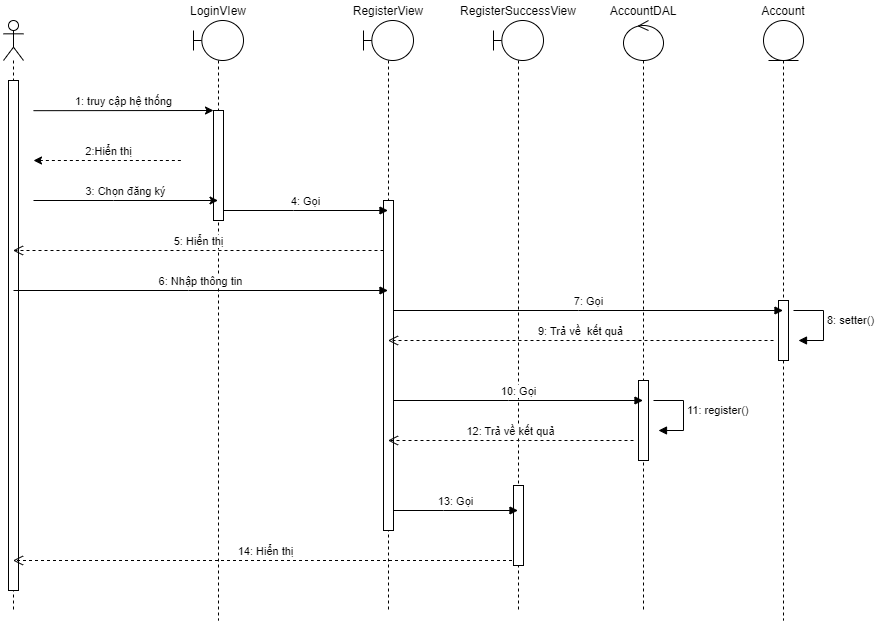 LoginVIew
RegisterView
RegisterSuccessView
AccountDAL
Account
1: truy cập hệ thống
2:Hiển thị
3: Chọn đăng ký
4: Gọi
5: Hiển thị
6: Nhập thông tin
7: Gọi
8: setter()
9: Trả về kết quả
10: Gọi
11: register()
12: Trả về kết quả
13: Gọi
14: Hiển thị